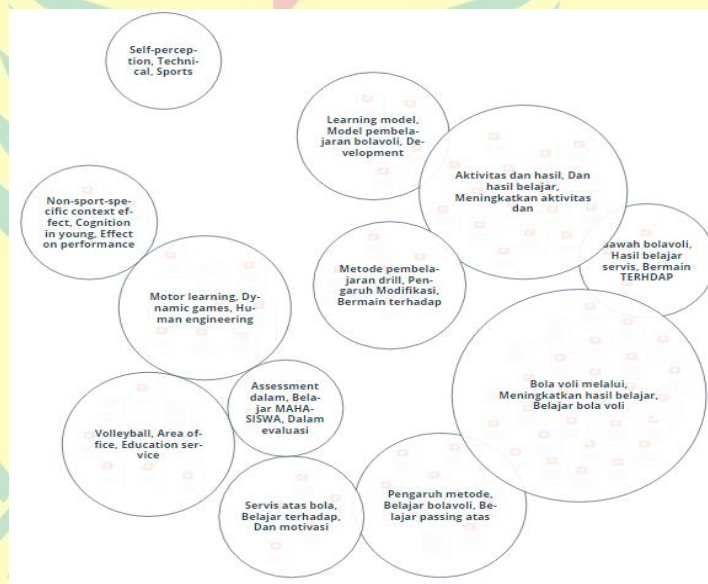 Self-percep-
tion, Techni-
cal, Sports
Learning model,
Model pembela-
jaran bolavoli, De-
velopment
Aktivitas dan hasil, Dan
hasil belajar,
Meningkatkan aktivitas
dan
Non-sport-spe-
cific context ef-
fect, Cognition
in young, Effect
on performance
bolavoli,
Hasil belajar
servis, Bermain
TERHDAP
Metode pembela-
jaran drill, Pen-
garuh Modifikasi,
Bermain terhadap
Motor learning, Dy-
namic games, Hu-
man engineering
Bola voli melalui,
Meningkatkan hasil belajar,
Belajar bola voli
Assessment
dalam, Bela-
jar MAHA-
SISWA, Dalam
evaluasi
Volleyball, Area of-
fice, Education ser-
vice
Servis atas bola,
Belajar terhadap,
Dan motivasi
Pengaruh metode,
Belajar bolavoli, Be-
lajar passing atas